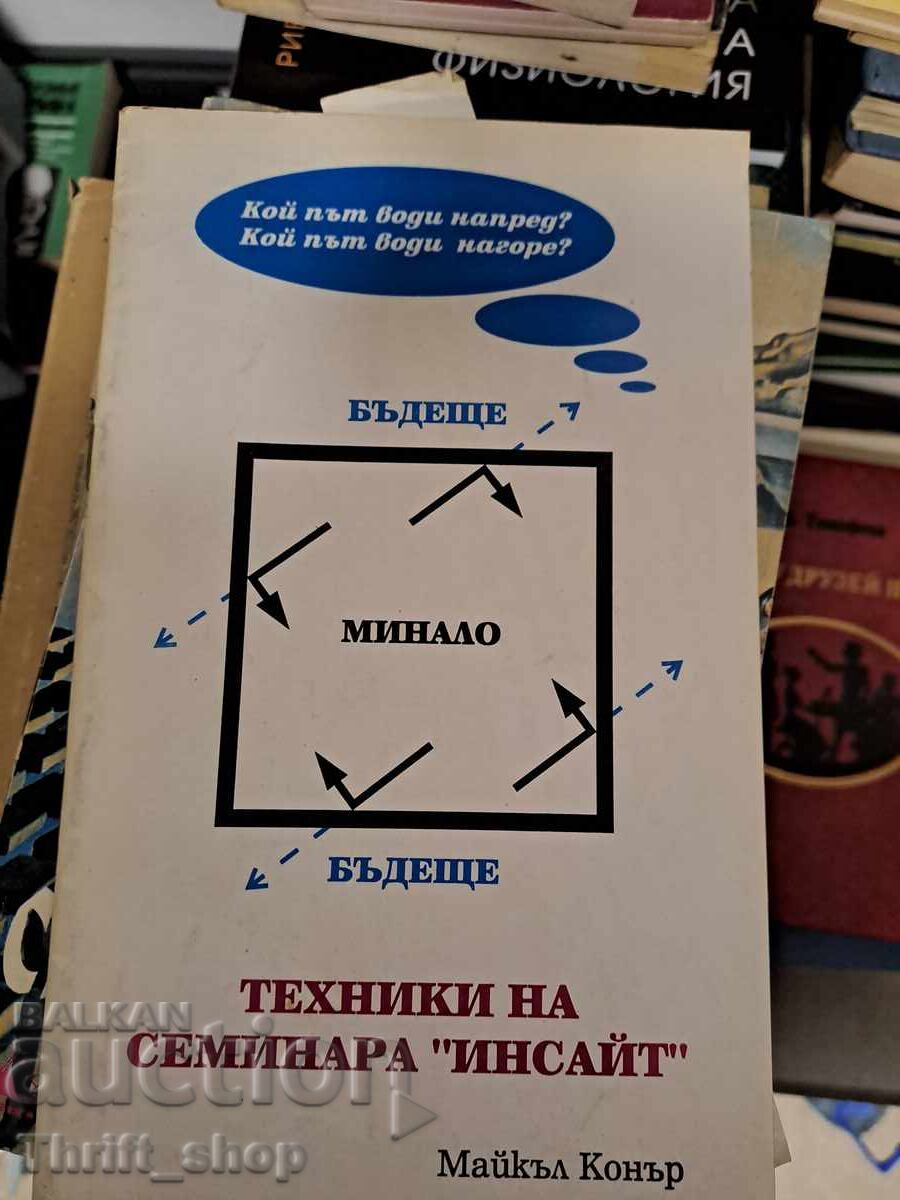 ФИЗИОЛОГИЯ
Кой път води напред?
Кой път води нагоре?
БЪДЕЩЕ
МИНАЛО
БЪДЕЩЕ
ТЕХНИКИ НА
СЕМИНАРА "ИНСАЙТ"
Майкъл Конър
ДРУЗЕЙ
BALKAN
auction
Thrift_shop